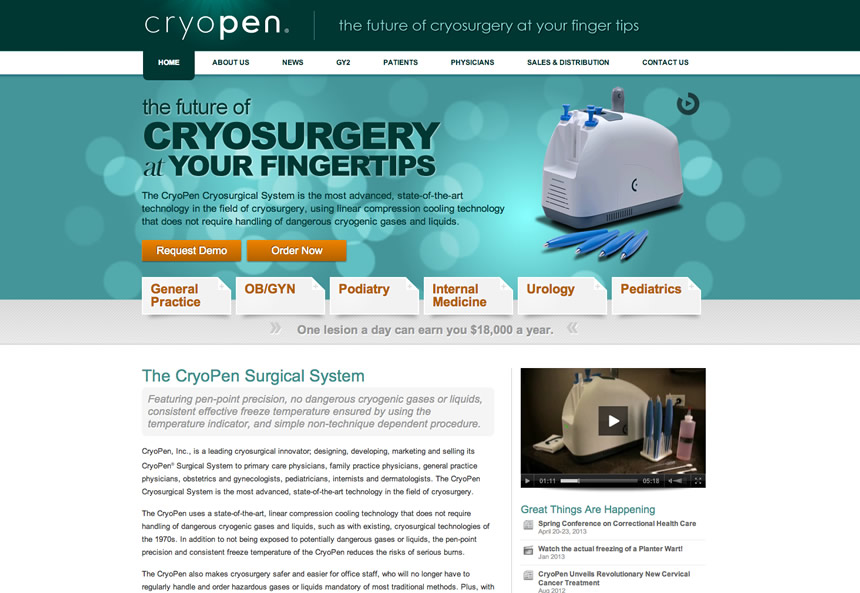 cryopen®
the future of cryosurgery at your finger tips
HOME ABOUT US NEWS GY2 PATIENTS PHYSICIANS SALES & DISTRIBUTION CONTACT US
the future of
CRYOSURGERY
at YOUR FINGERTIPS
The CryoPen Cryosurgical System is the most advanced, state-of-the-art
technology in the field of cryosurgery, using llnear compression cooling technology
that does not require handling of dangerous cryogenic gases and liquids.
Request Demo Order Now
General
Practice
OB/GYN
Podiatry
Internal
Medicine
Urology
Pediatrics
» One lesion a day can earn you $18,000 a year. «
The CryoPen Surgical System
Featuring pen-point precision, no dangerous cryogenic gases or liquids,
consistent effective freeze temperature ensured by using the
temperature indicator, and simple non-technique dependent procedure.
CryoPen, Inc., is a leading cryosurgical innovator; designing, developing, marketing and selling its
CryoPen® Surgical System to primary care physicians, family practice physicians, general practice
physicians, obstetrics and gynecologists, pediatricians, internists and dermatologists. The CryoPen
Cryosurgical System is the most advanced, state-of-the-art technology in the field of cryosurgery.
The CryoPen uses a state-of-the-art, linear compression cooling technology that does not require
handling of dangerous cryogenic gases and liquids, such as with existing, cryosurgical technologies of
the 1970s. In addition to not being exposed to potentially dangerous gases or liquids, the pen-point
precision and consistent freeze temperature of the CryoPen reduces the risks of serious burns.
The CryoPen also makes cryosurgery safer and easier for office staff, who will no longer have to
regularly handle and order hazardous gases or liquids mandatory of most traditional methods. Plus, with
01:11 05:18
Great Things Are Happening
Spring Conference on Correctional Health Care
April 20-23, 2013
Watch the actual freezing of a Planter Wart!
Jan 2013
CryoPen Unveils Revolutionary New Cervical
Cancer Treatment
Aug 2012